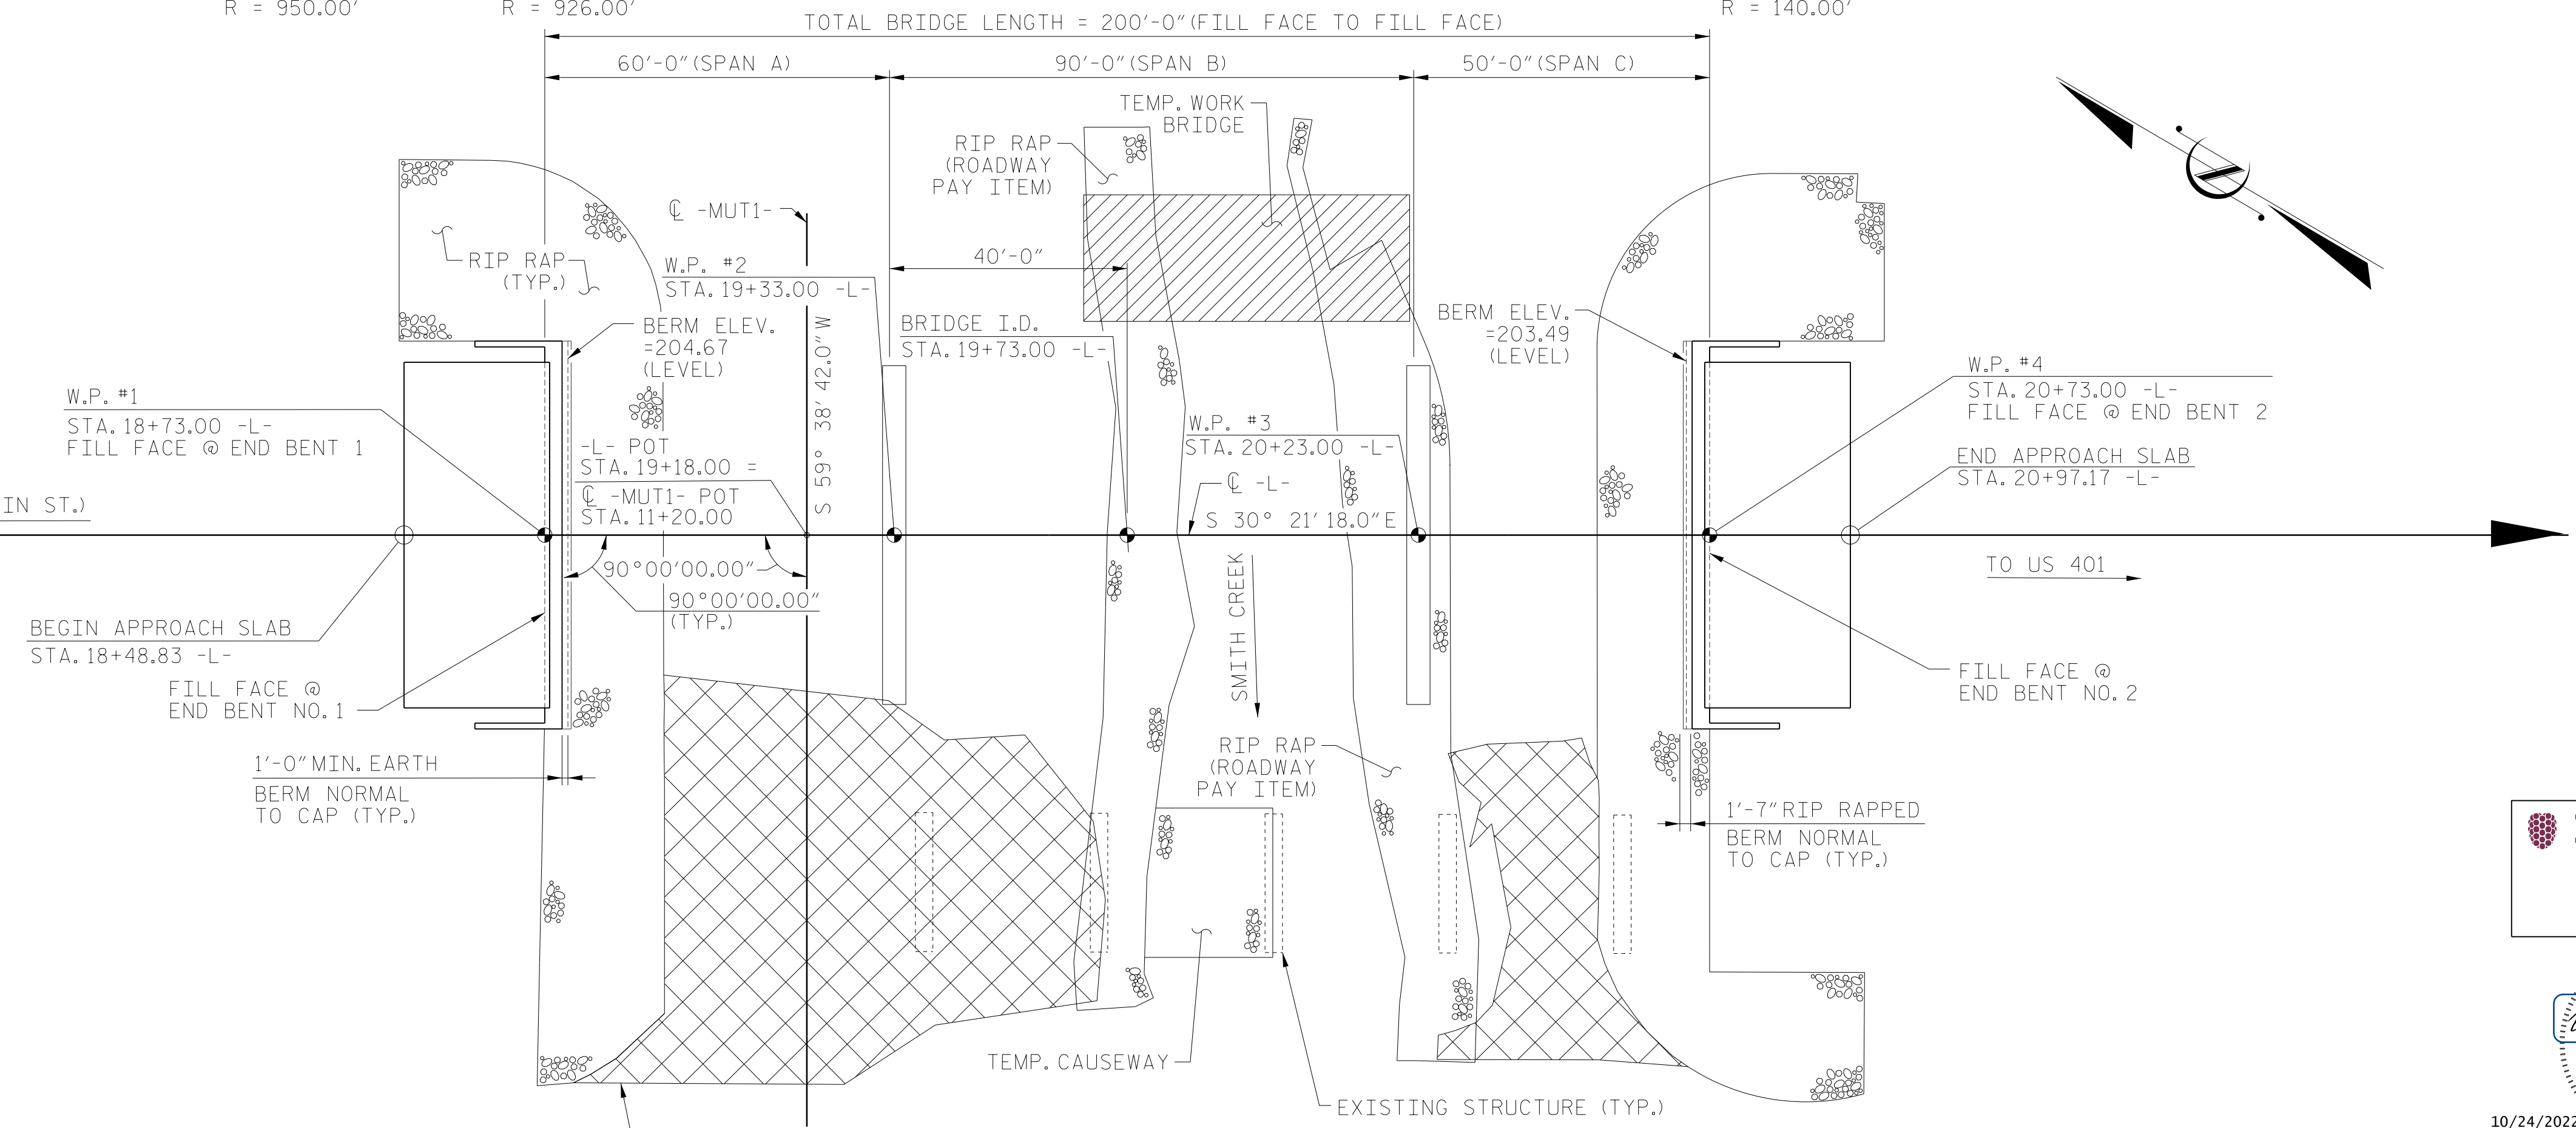 R = 950.00'
R = 926.00'
TOTAL BRIDGE LENGTH = 200'-0"(FILL FACE TO FILL FACE)
R = 140.00'
60'-0"(SPAN A)
90'-0"(SPAN B)
50'-0"(SPAN C)
TEMP. WORK
BRIDGE
RIP RAP
(ROADWAY
PAY ITEM)
℄ -MUT1-
RIP RAP
(TYP.)
W.P. #2
STA. 19+33.00 -L-
40'-0"
BERM ELEV.
=204.67
(LEVEL)
S 59° 38' 42.0" W
BRIDGE I.D.
STA. 19+73.00 -L-
BERM ELEV.
=203.49
(LEVEL)
W.P. #1
STA. 18+73.00 -L-
FILL FACE @ END BENT 1
-L- POT
STA. 19+18.00 =
℄ -MUT1- POT
STA. 11+20.00
W.P. #3
STA. 20+23.00 -L-
℄ -L-
S 30° 21' 18.0" E
W.P. #4
STA. 20+73.00 -L-
FILL FACE @ END BENT 2
END APPROACH SLAB
STA. 20+97.17 -L-
IN ST.)
90°00'00.00"
90°00'00.00"
(TYP.)
SMITH CREEK
TO US 401
BEGIN APPROACH SLAB
STA. 18+48.83 -L-
FILL FACE @
END BENT NO. 1
FILL FACE @
END BENT NO. 2
1'-0" MIN. EARTH
BERM NORMAL
TO CAP (TYP.)
RIP RAP
(ROADWAY
PAY ITEM)
1'-7" RIP RAPPED
BERM NORMAL
TO CAP (TYP.)
TEMP. CAUSEWAY
EXISTING STRUCTURE (TYP.)
10/24/2022